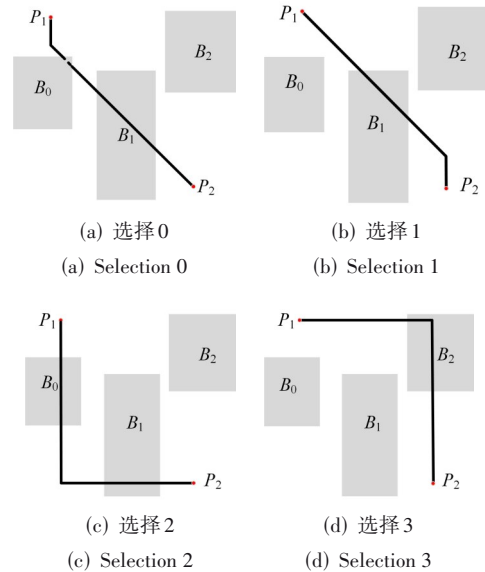 P1
B0
B1
B2
P2
(a) 选择0
(a) Selection 0
P1
B0
B1
B2
P2
(b) 选择1
(b) Selection 1
P1
B0
B1
B2
P2
(c) 选择2
(c) Selection 2
P1
B0
B1
B2
P2
(d) 选择3
(d) Selection 3